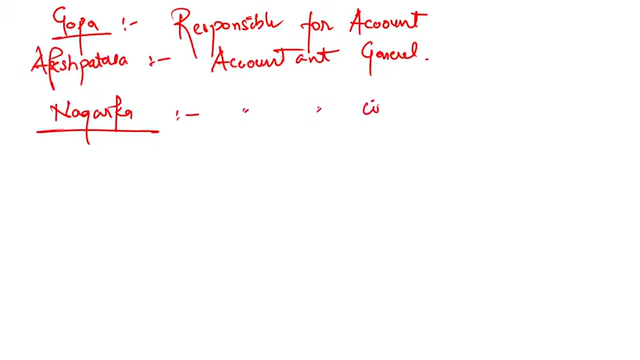 Gopa :- Responsible for Account
Akshpatala :- Accountant General.
Nagarka :- " " ci